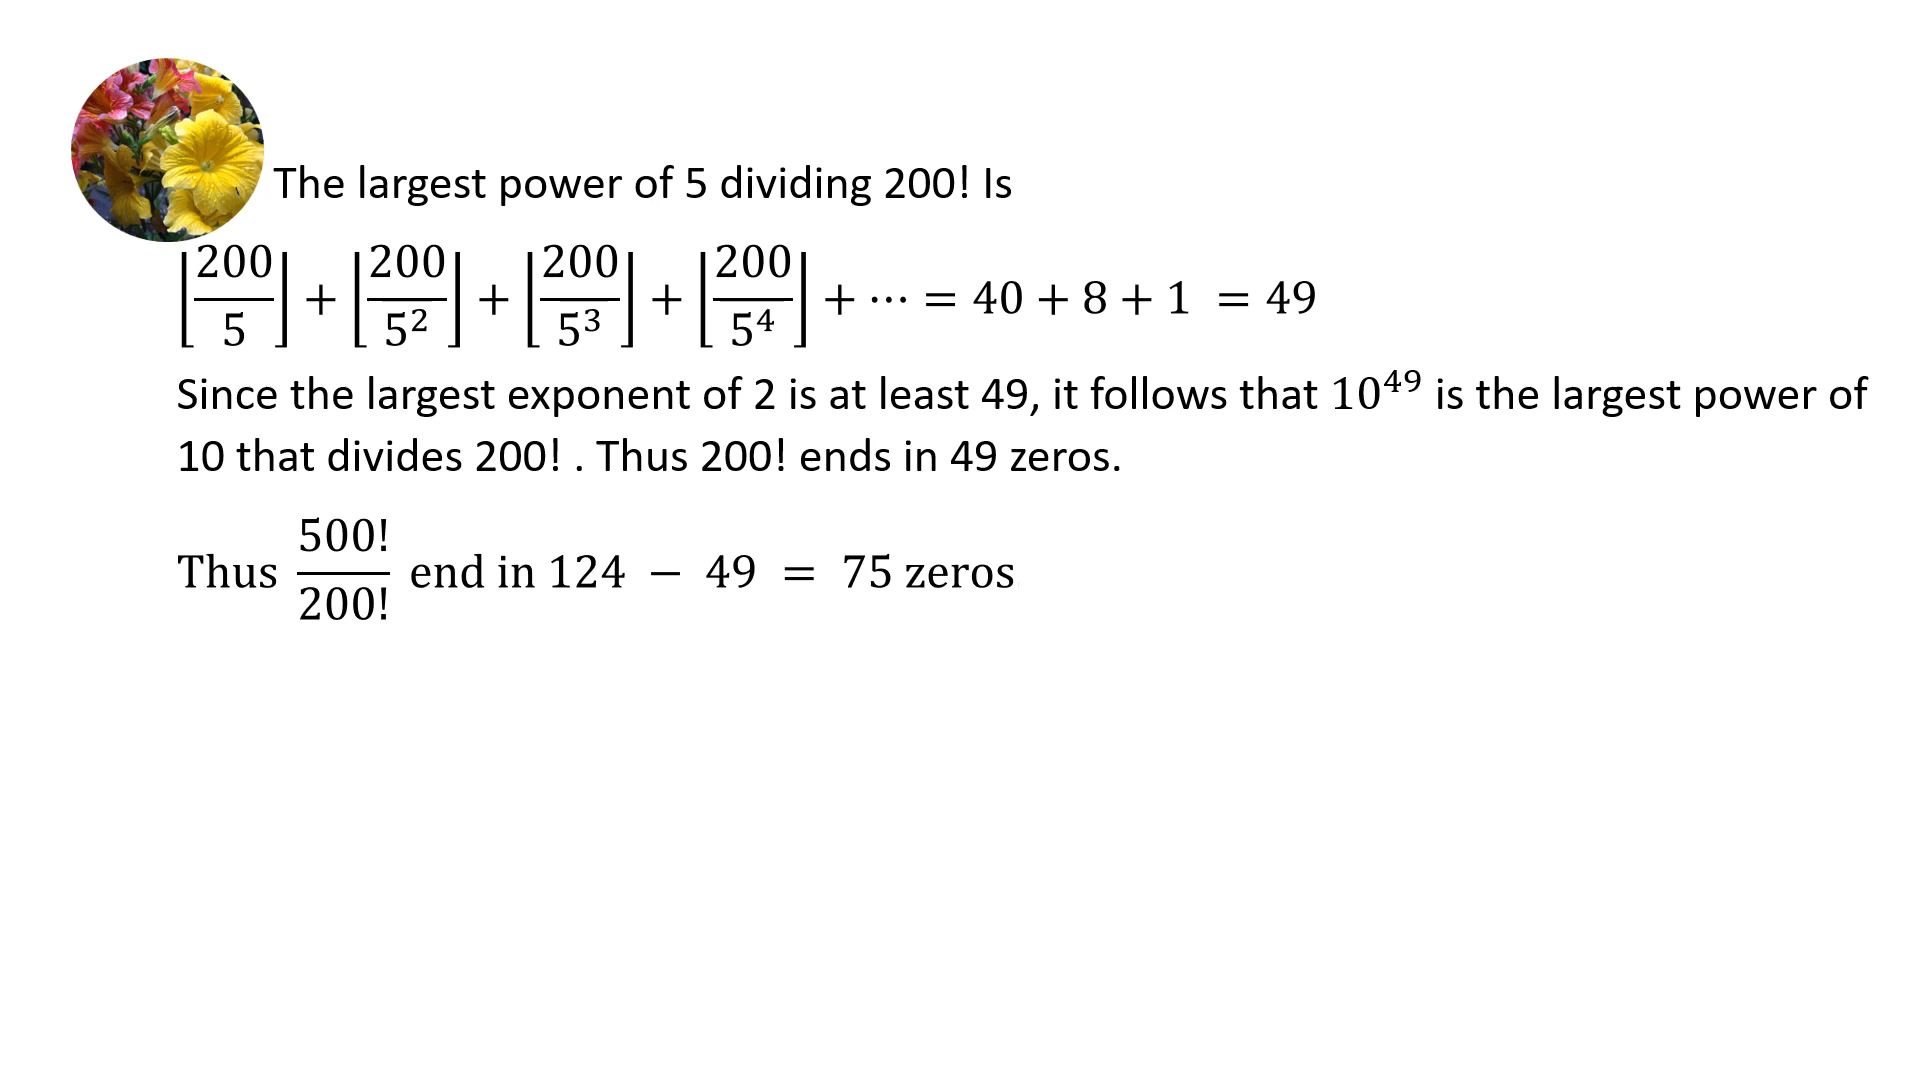 The largest power of 5 dividing 200! Is
⌊200/5⌋ + ⌊200/5²⌋ + ⌊200/5³⌋ + ⌊200/5⁴⌋ + ⋯ = 40 + 8 + 1 = 49
Since the largest exponent of 2 is at least 49, it follows that 10⁴⁹ is the largest power of
10 that divides 200! . Thus 200! ends in 49 zeros.
Thus 500!/200! end in 124 − 49 = 75 zeros